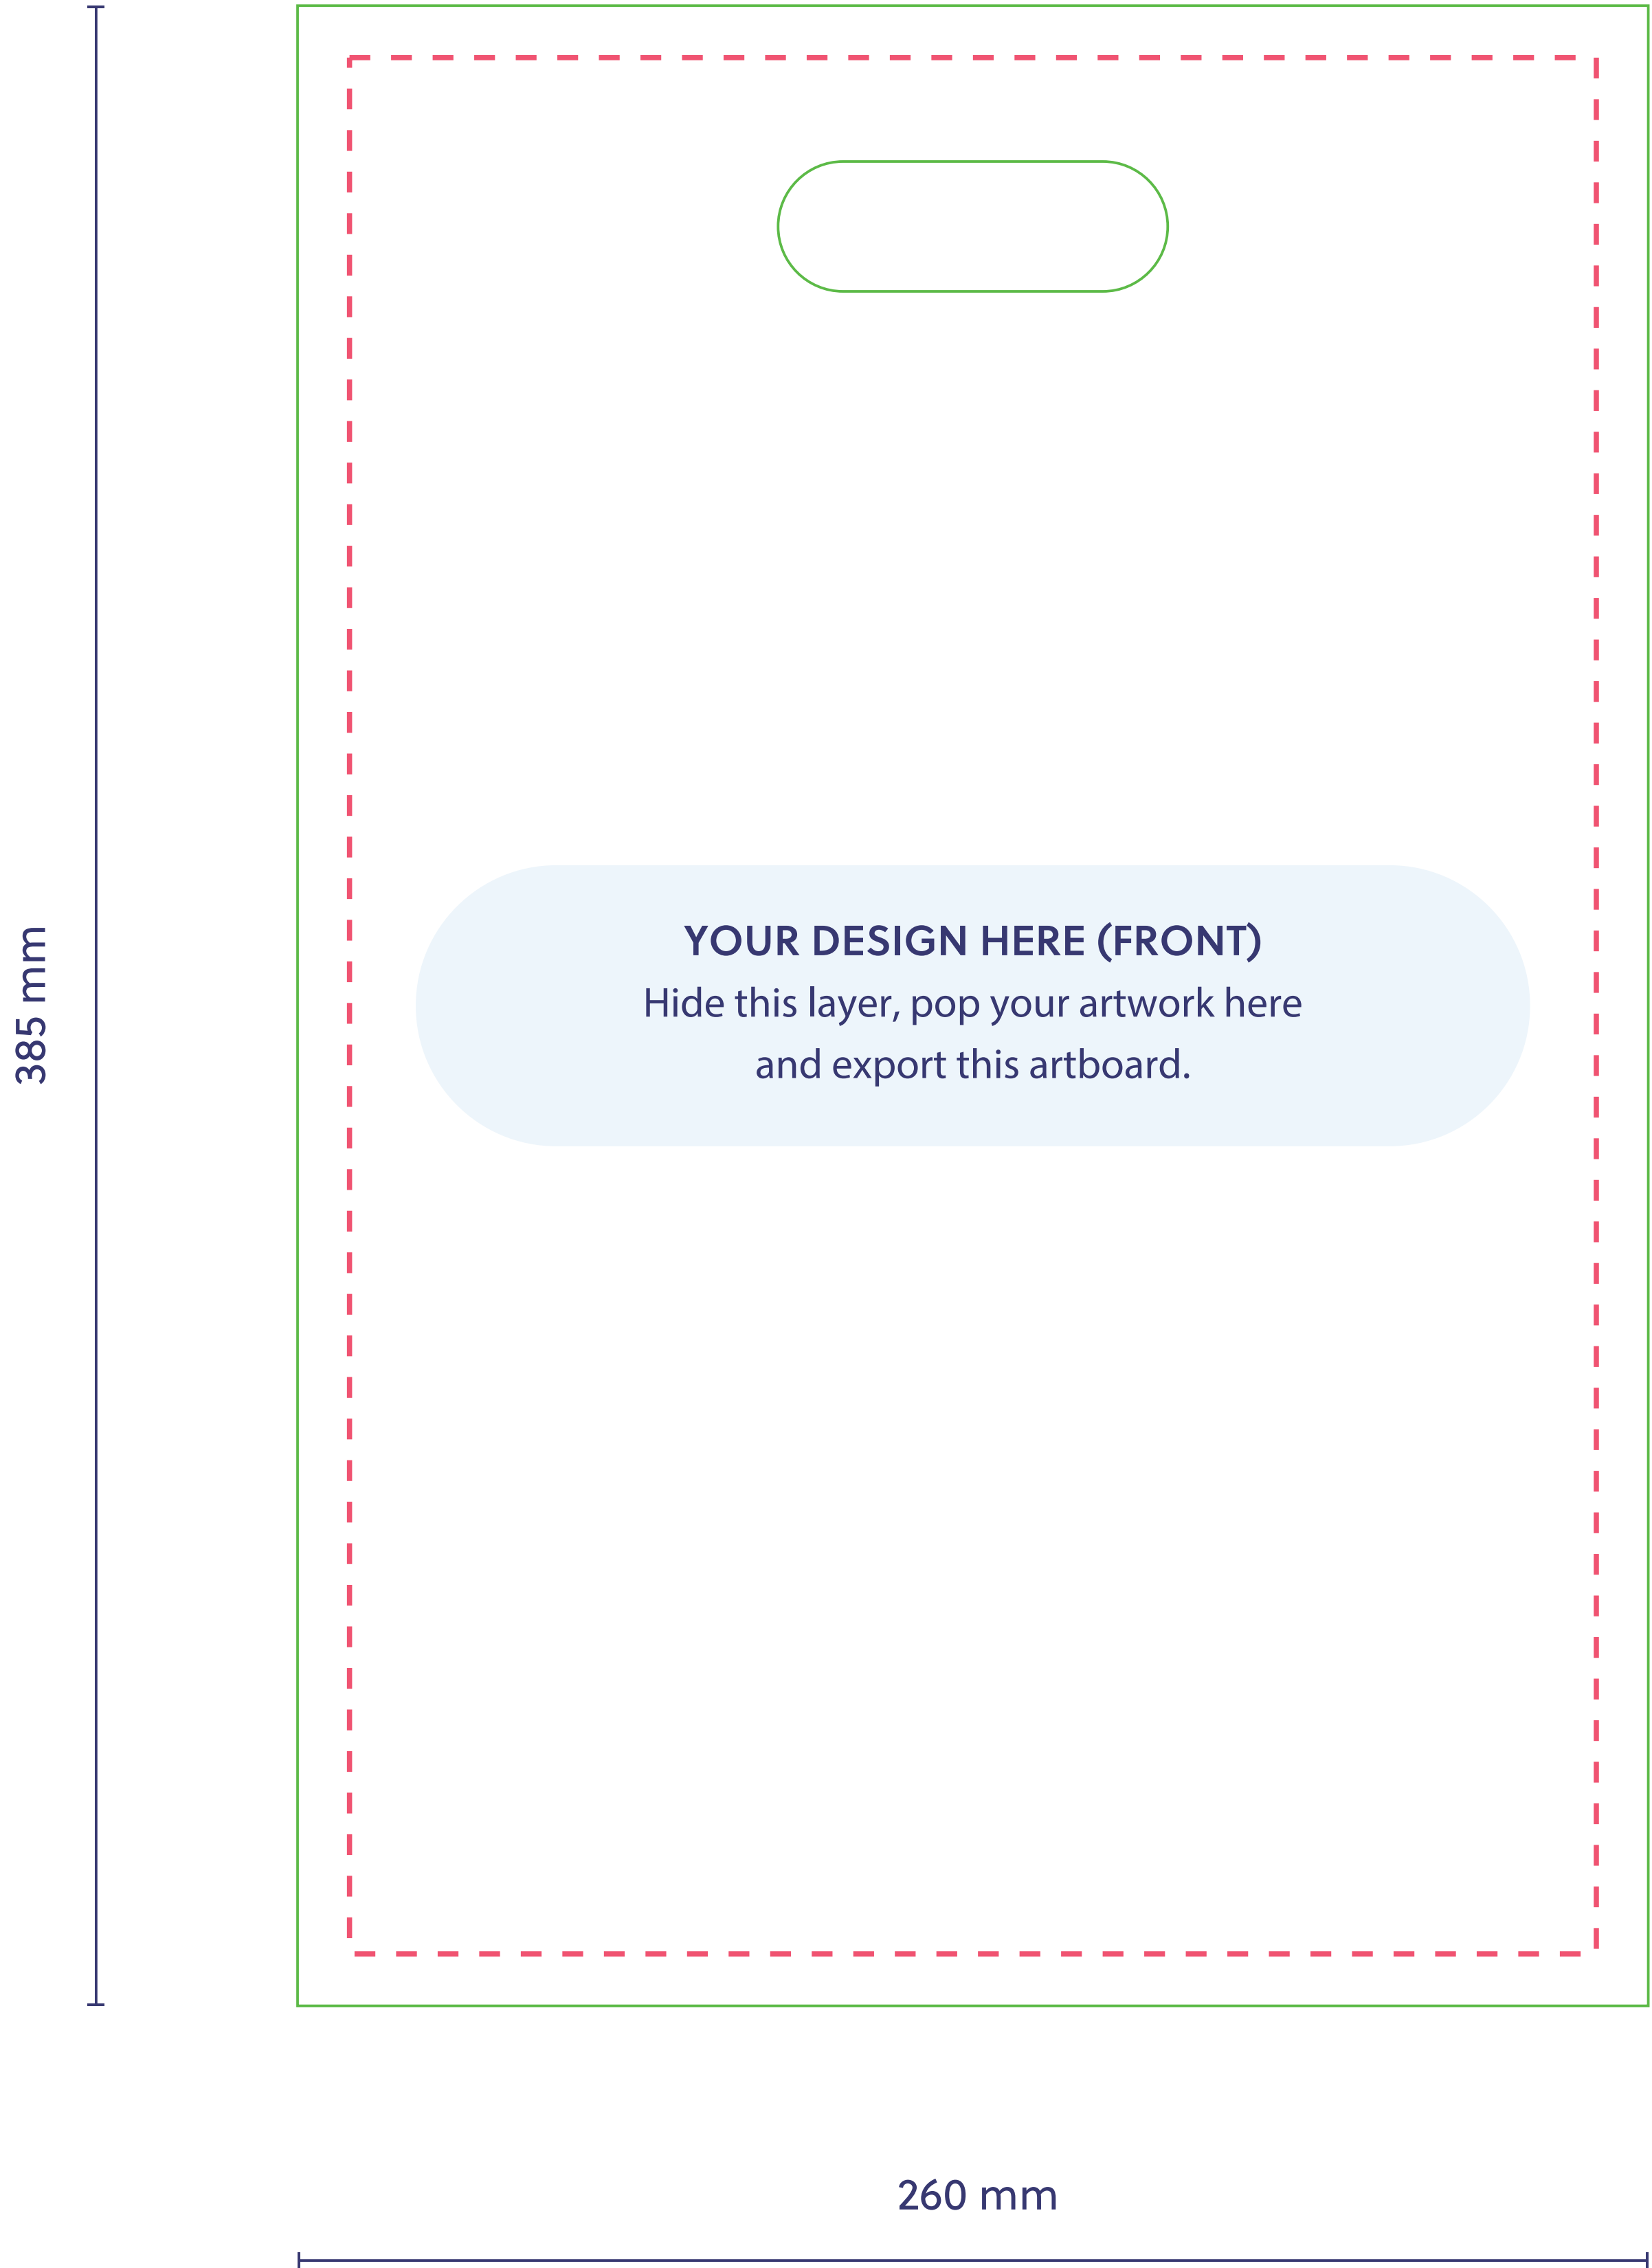 385 mm
YOUR DESIGN HERE (FRONT)
Hide this layer, pop your artwork here
and export this artboard.
260 mm